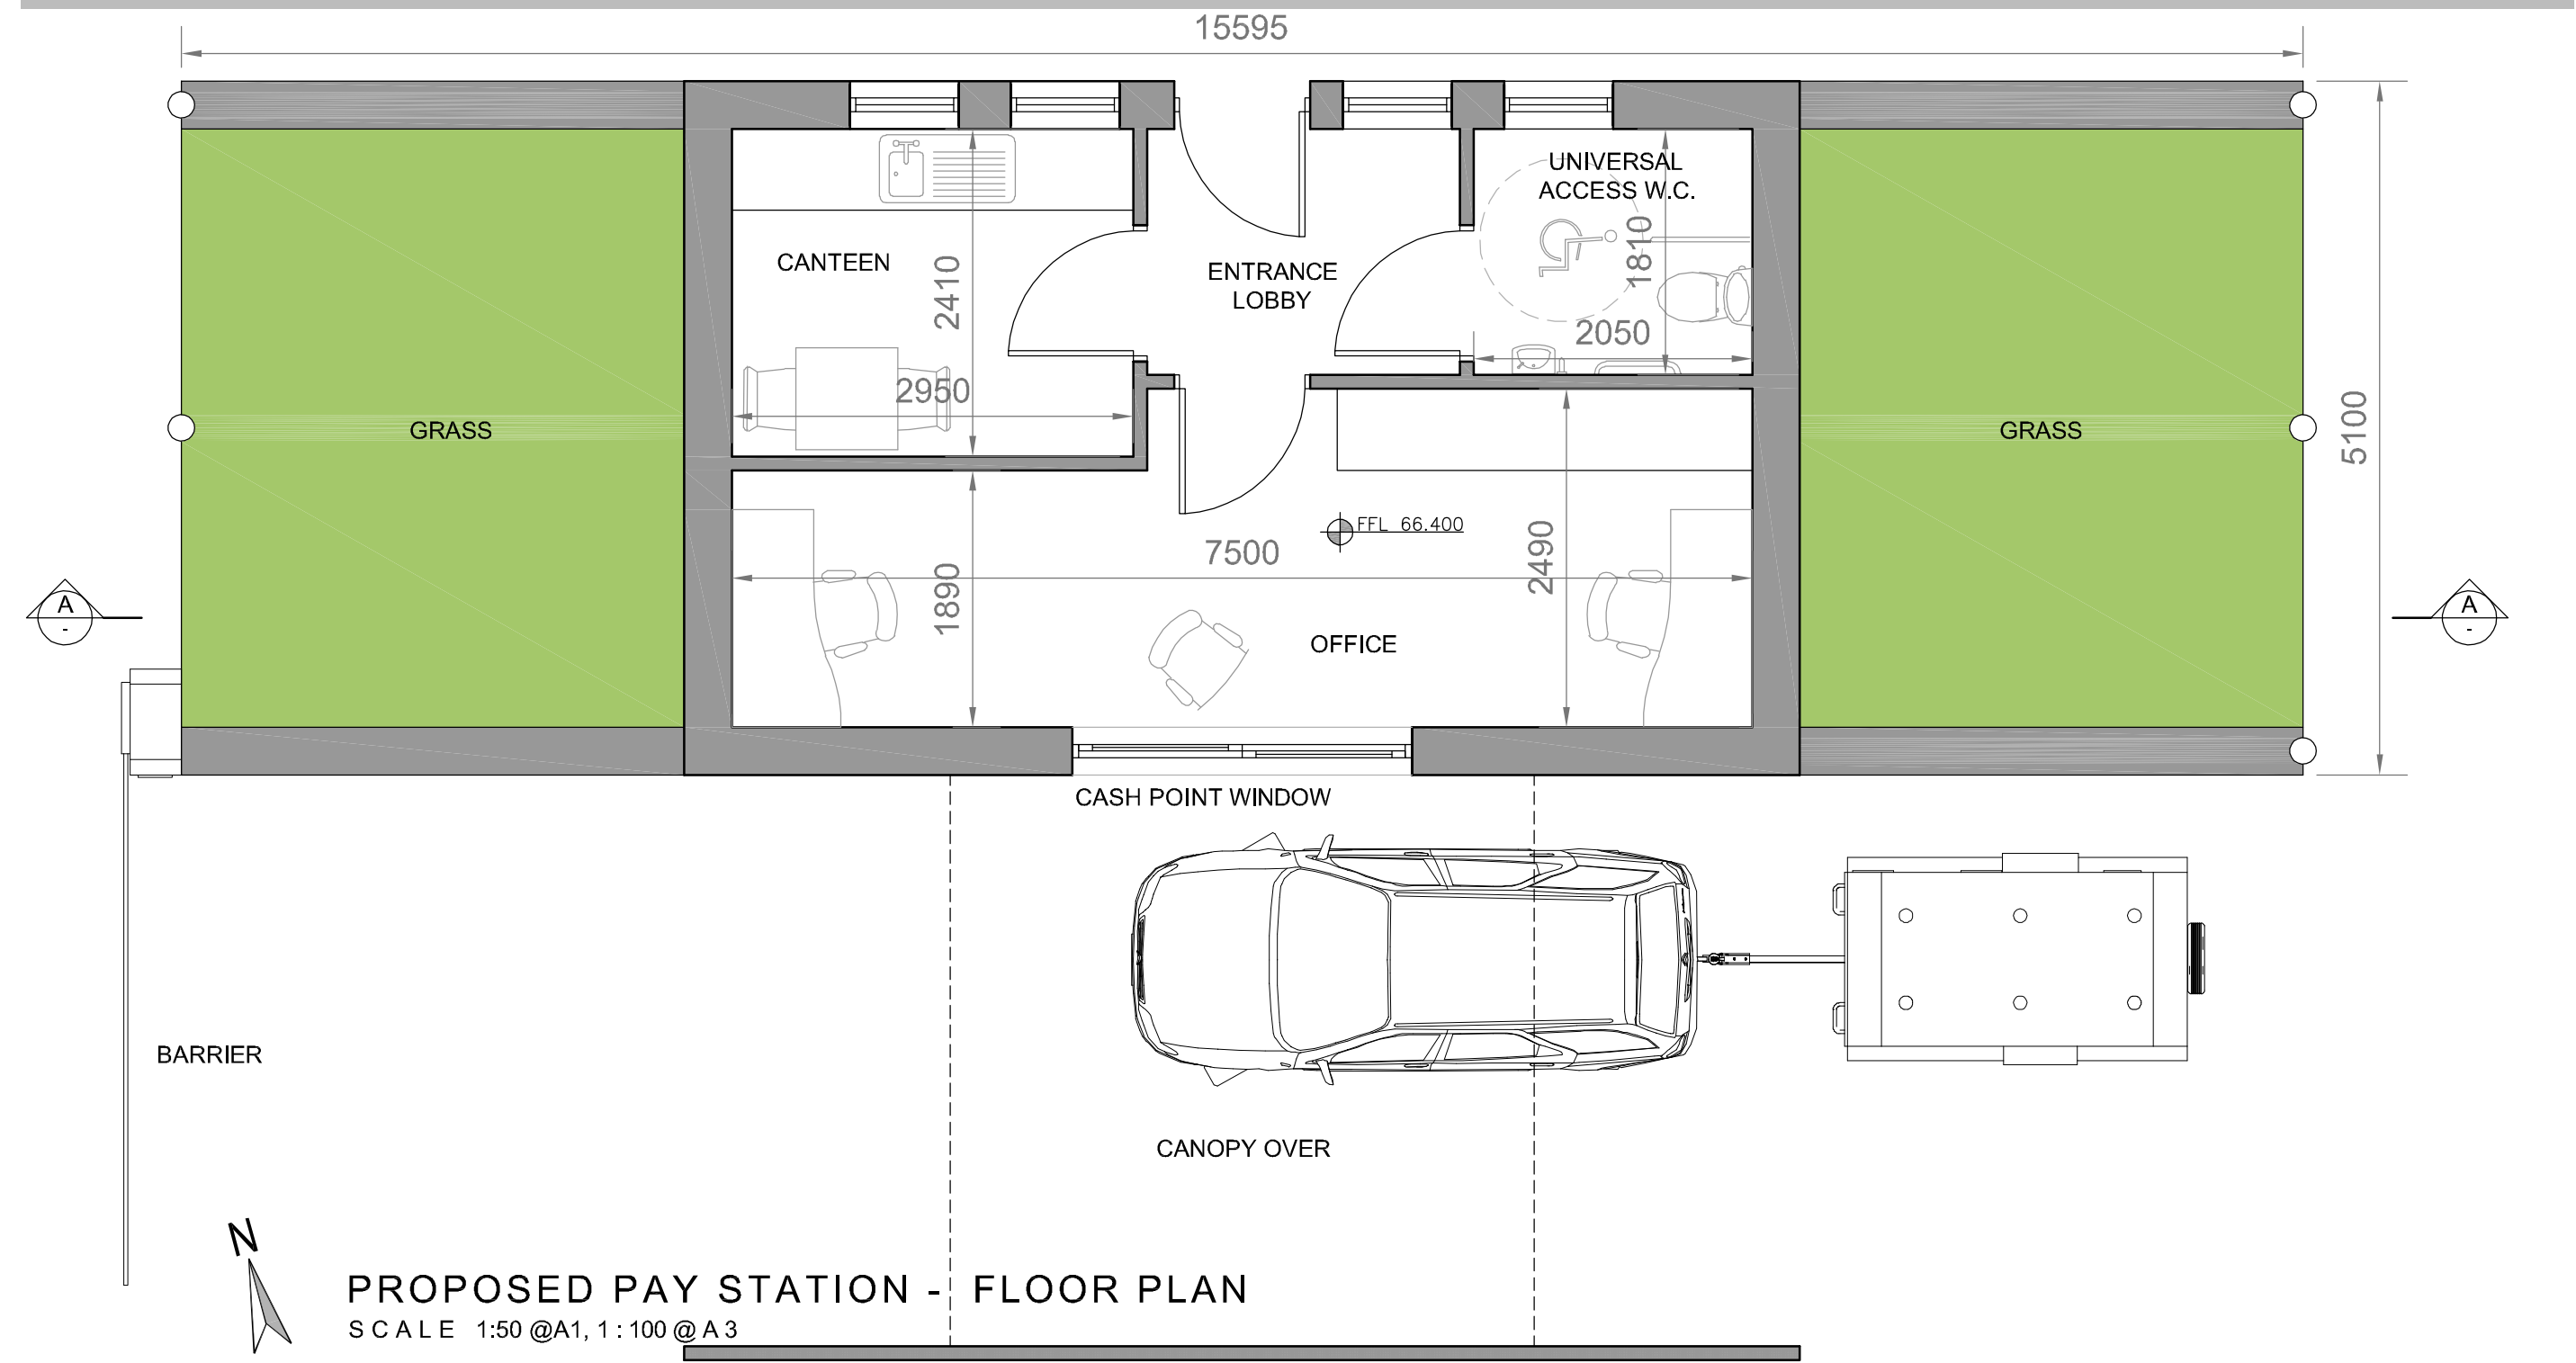 15595
UNIVERSAL
ACCESS W.C.
CANTEEN
2410
ENTRANCE
LOBBY
1810
2050
2950
GRASS
GRASS
5100
FFL 66.400
7500
2490
1890
A
-
A
-
OFFICE
CASH POINT WINDOW
BARRIER
CANOPY OVER
N
PROPOSED PAY STATION - FLOOR PLAN
SCALE 1:50 @A1, 1 : 100 @ A 3